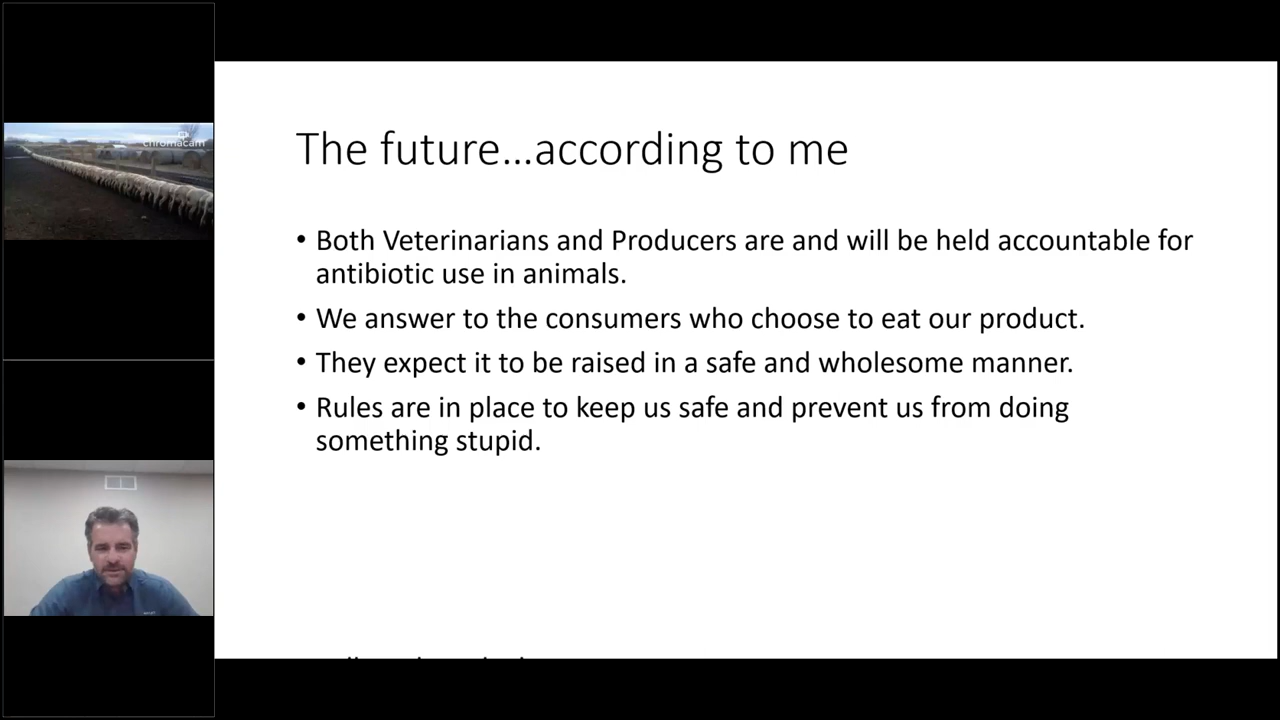 chromacam
The future...according to me
• Both Veterinarians and Producers are and will be held accountable for
antibiotic use in animals.
• We answer to the consumers who choose to eat our product.
• They expect it to be raised in a safe and wholesome manner.
• Rules are in place to keep us safe and prevent us from doing
something stupid.